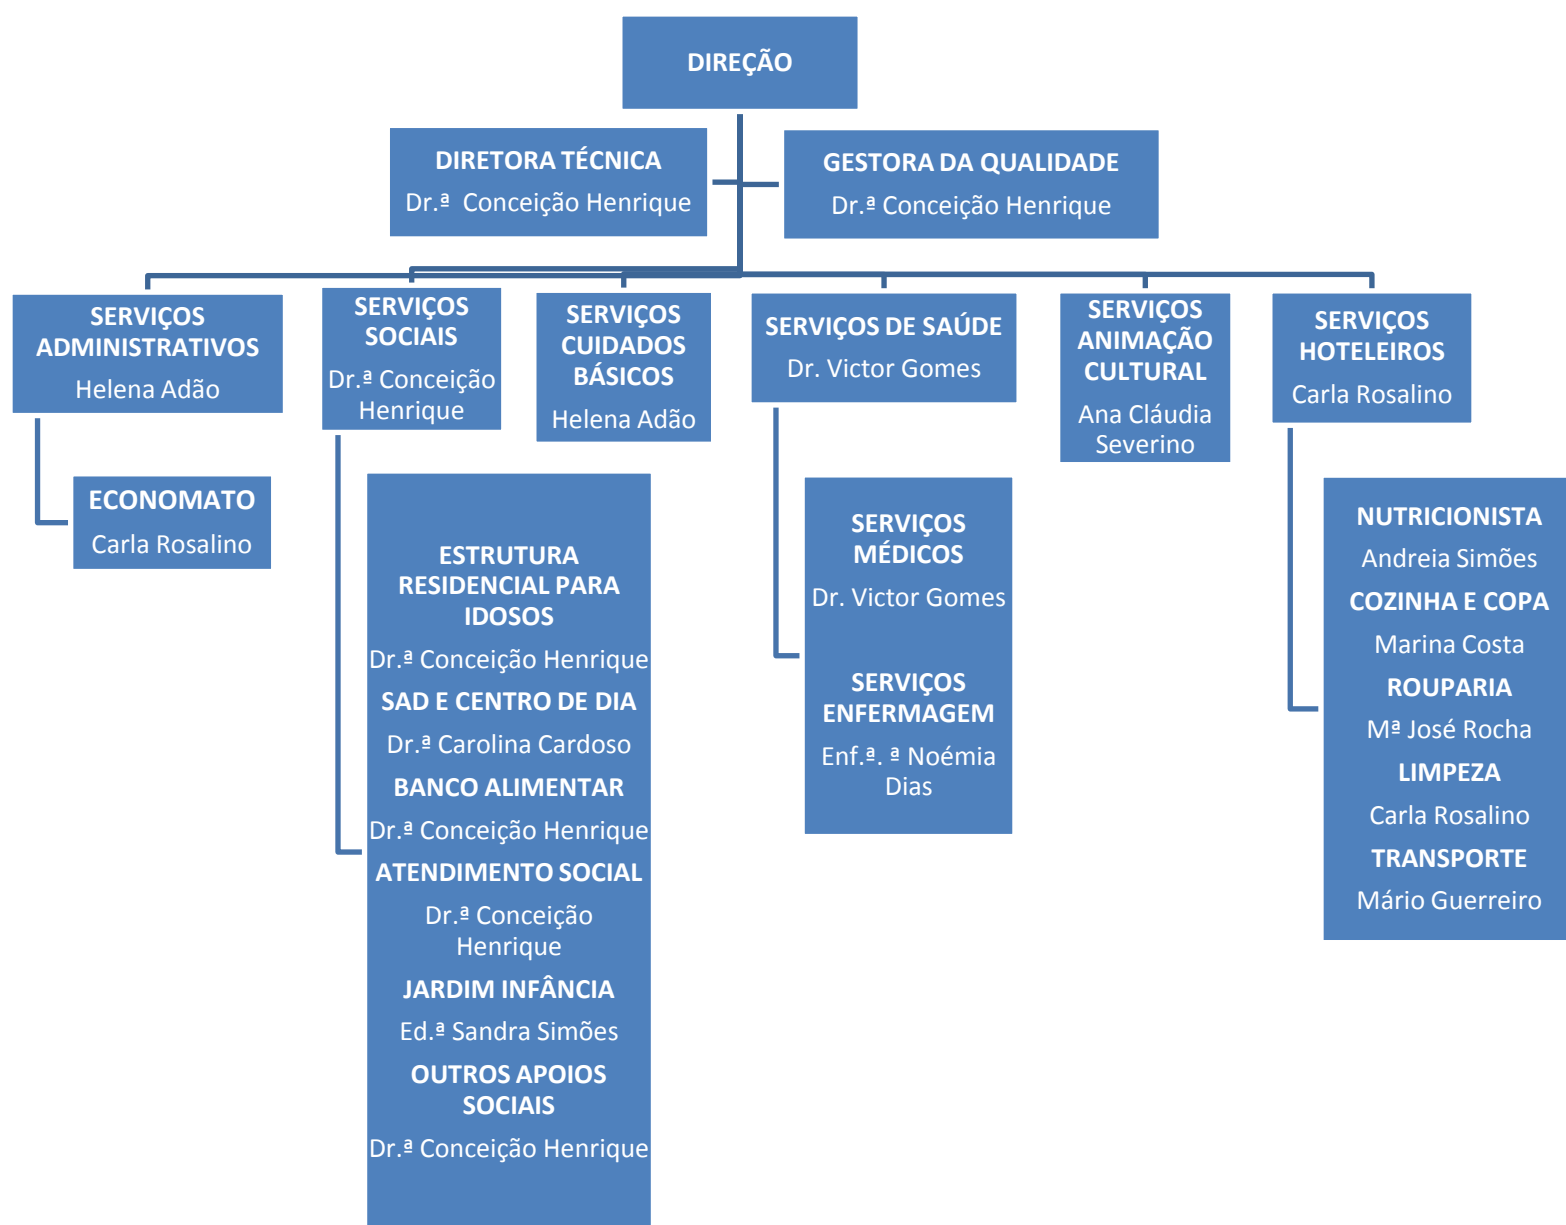 DIREÇÃO
DIRETORA TÉCNICA
Dr.ª Conceição Henrique
GESTORA DA QUALIDADE
Dr.ª Conceição Henrique
SERVIÇOS
ADMINISTRATIVOS
Helena Adão
SERVIÇOS
SOCIAIS
Dr.ª Conceição
Henrique
SERVIÇOS
CUIDADOS
BÁSICOS
Helena Adão
SERVIÇOS DE SAÚDE
Dr. Victor Gomes
SERVIÇOS
ANIMAÇÃO
CULTURAL
Ana Cláudia
Severino
SERVIÇOS
HOTELEIROS
Carla Rosalino
ECONOMATO
Carla Rosalino
ESTRUTURA
RESIDENCIAL PARA
IDOSOS
Dr.ª Conceição Henrique
SAD E CENTRO DE DIA
Dr.ª Carolina Cardoso
BANCO ALIMENTAR
Dr.ª Conceição Henrique
ATENDIMENTO SOCIAL
Dr.ª Conceição
Henrique
JARDIM INFÂNCIA
Ed.ª Sandra Simões
OUTROS APOIOS
SOCIAIS
Dr.ª Conceição Henrique
SERVIÇOS
MÉDICOS
Dr. Victor Gomes
SERVIÇOS
ENFERMAGEM
Enf.ª. ª Noémia
Dias
NUTRICIONISTA
Andreia Simões
COZINHA E COPA
Marina Costa
ROUPARIA
Mª José Rocha
LIMPEZA
Carla Rosalino
TRANSPORTE
Mário Guerreiro